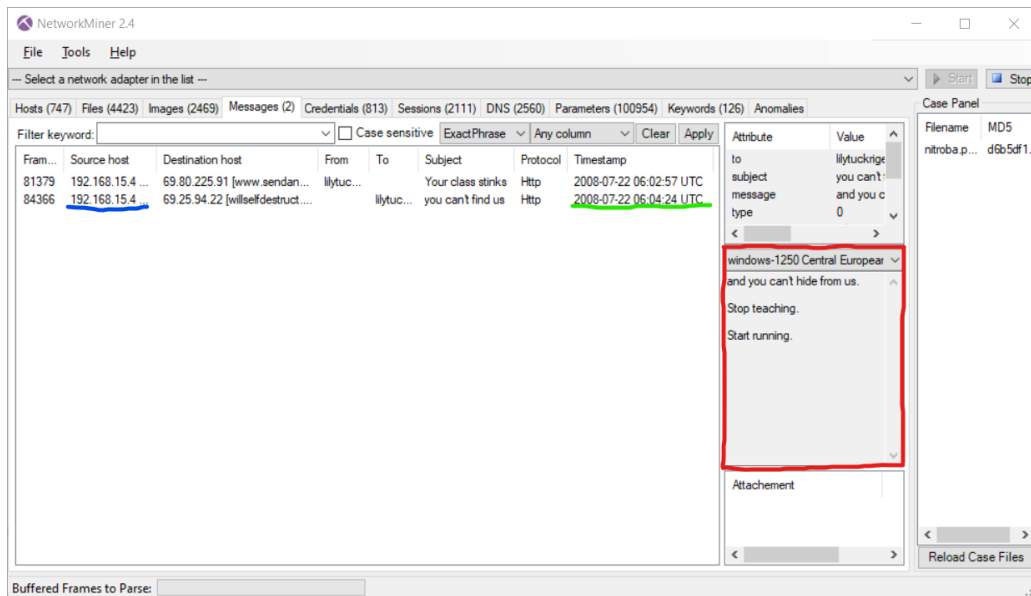 NetworkMiner 2.4
File Tools Help
--- Select a network adapter in the list ---
Start
Stop
Hosts (747) Files (4423) Images (2469) Messages (2) Credentials (813) Sessions (2111) DNS (2560) Parameters (100954) Keywords (126) Anomalies
Filter keyword: Case sensitive ExactPhrase Any column Clear Apply
Fram... Source host Destination host From To Subject Protocol Timestamp
81379 192.168.15.4 ... 69.80.225.91 [www.sendan... lilytuc... Your class stinks Http 2008-07-22 06:02:57 UTC
84366 192.168.15.4 ... 69.25.94.22 [willselfdestruct.... lilytuc... you can't find us Http 2008-07-22 06:04:24 UTC
Attribute Value
to lilytuckrige
subject you can't
message and you c
type 0
windows-1250 Central European
and you can't hide from us.
Stop teaching.
Start running.
Attachement
Case Panel
Filename MD5
nitroba.p... d6b5df1.
Reload Case Files
Buffered Frames to Parse: